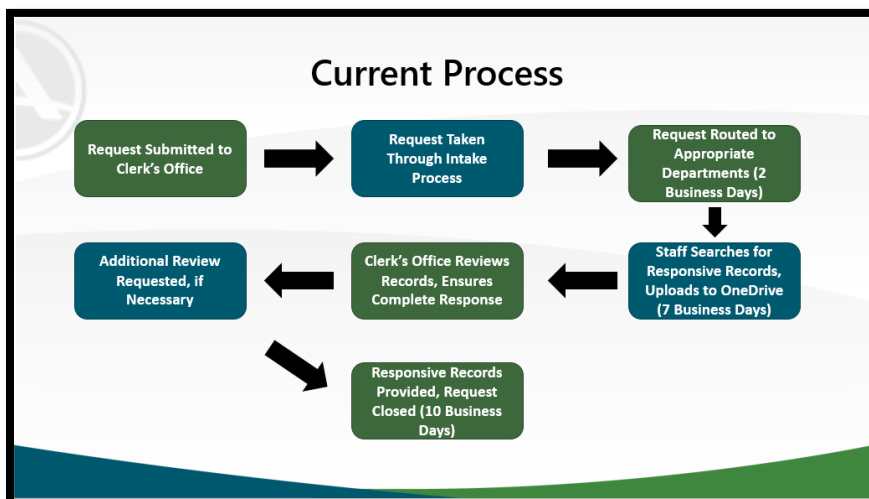 Current Process
Request Submitted to
Clerk's Office
Request Taken
Through Intake
Process
Request Routed to
Appropriate
Departments (2
Business Days)
Staff Searches for
Responsive Records,
Uploads to OneDrive
(7 Business Days)
Clerk's Office Reviews
Records, Ensures
Complete Response
Additional Review
Requested, if
Necessary
Responsive Records
Provided, Request
Closed (10 Business
Days)